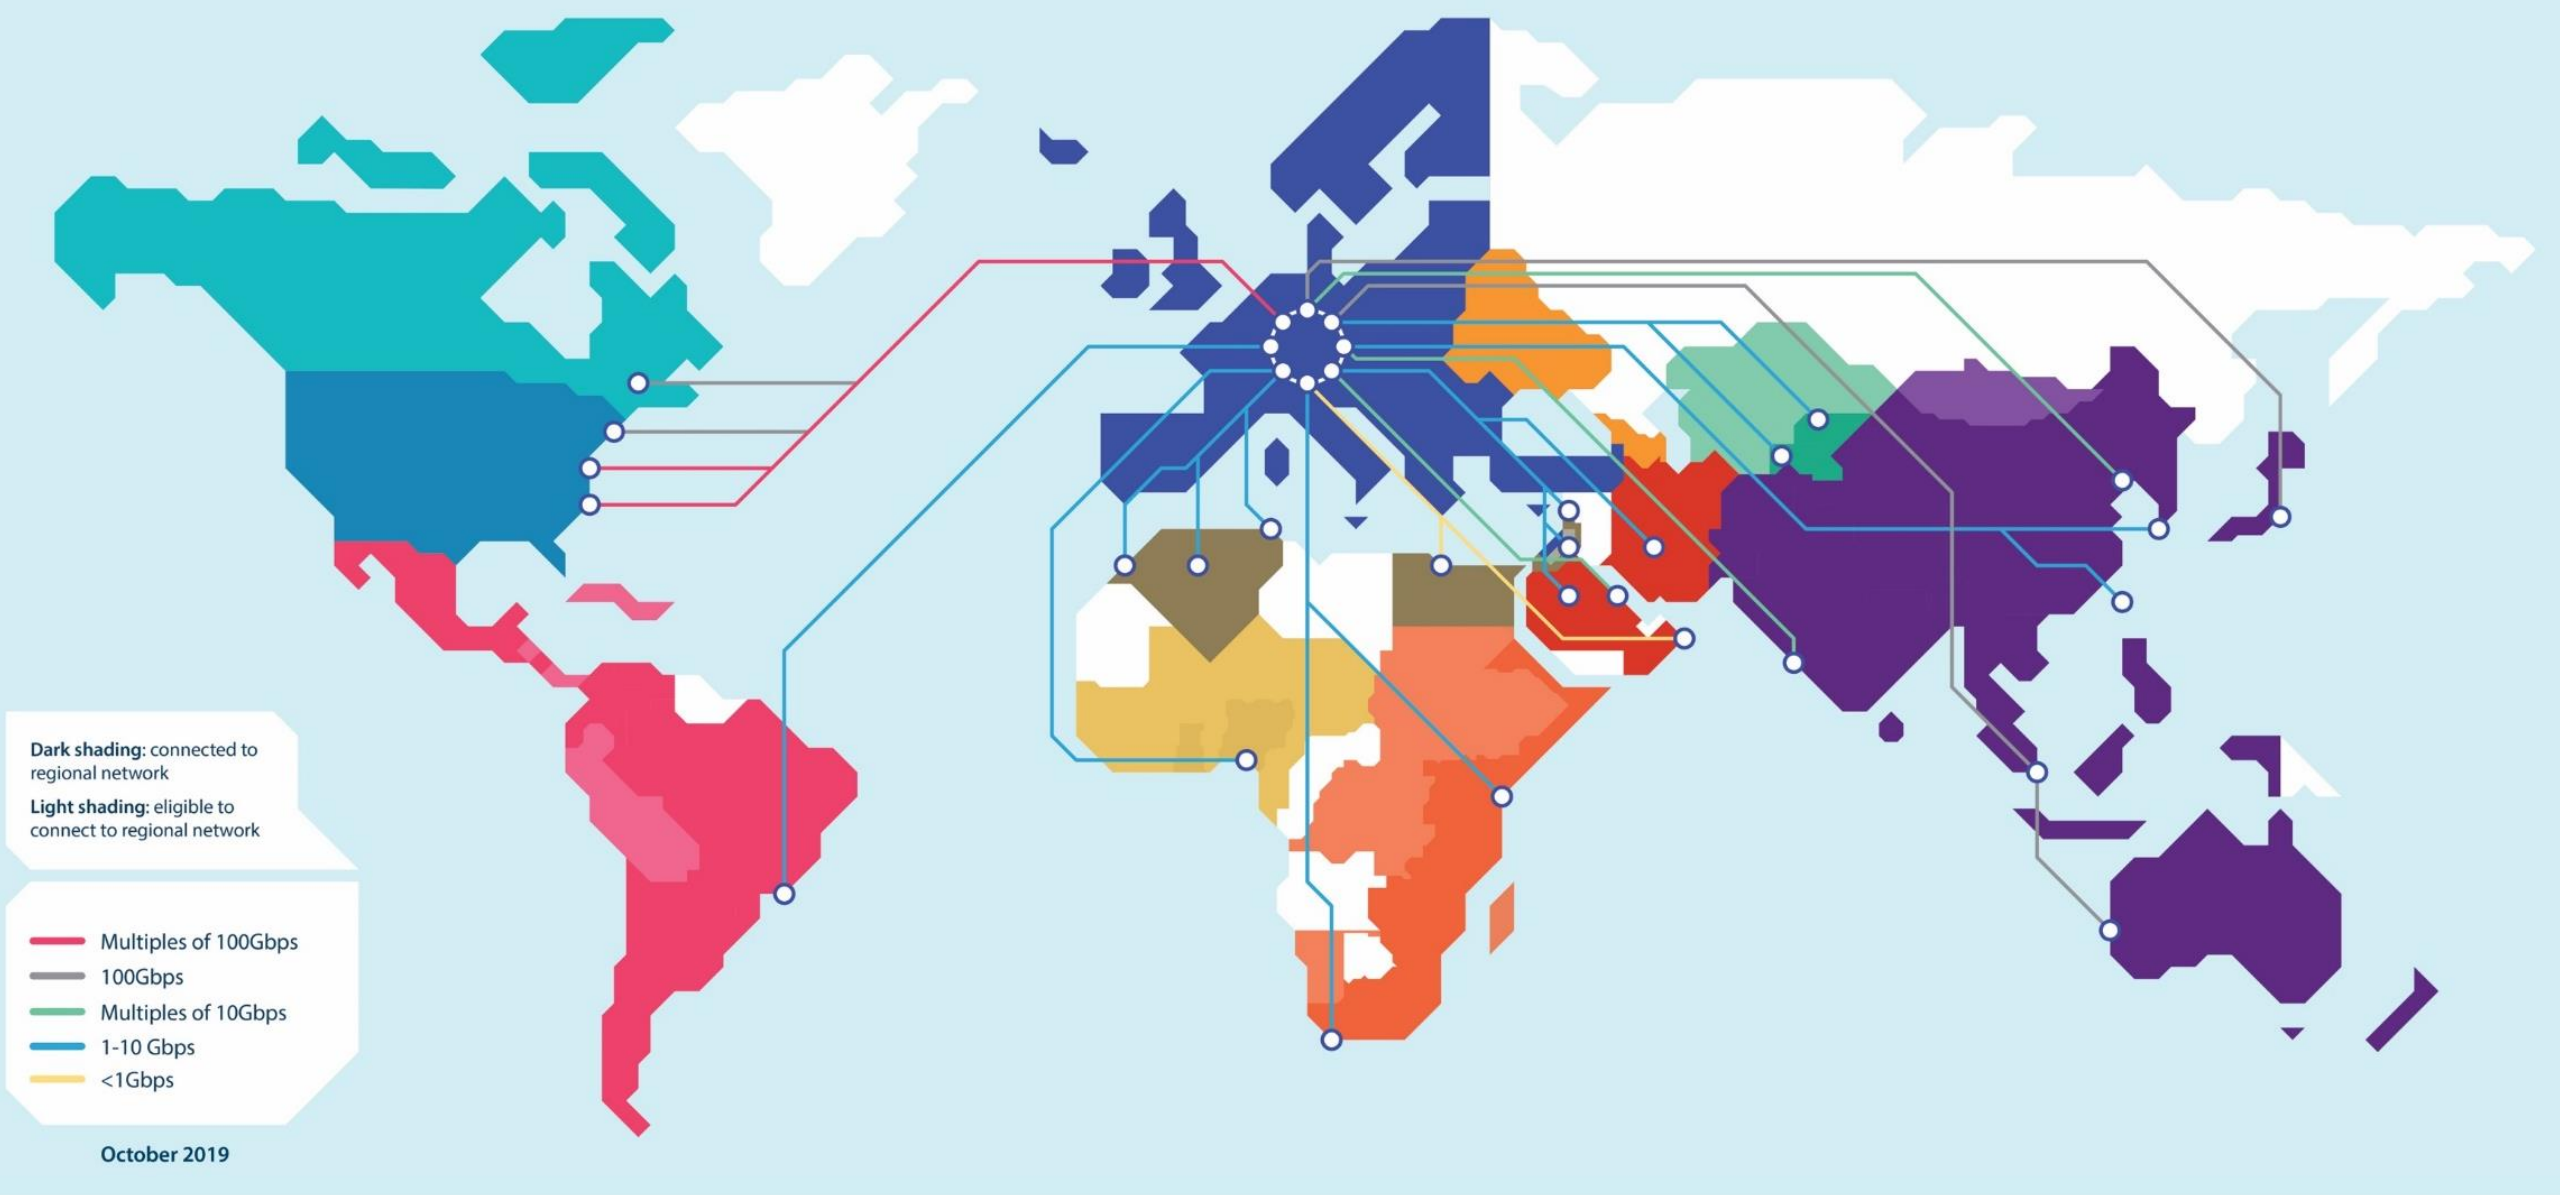 Dark shading: connected to
regional network
Light shading: eligible to
connect to regional network
Multiples of 100Gbps
100Gbps
Multiples of 10Gbps
1-10 Gbps
<1Gbps
October 2019